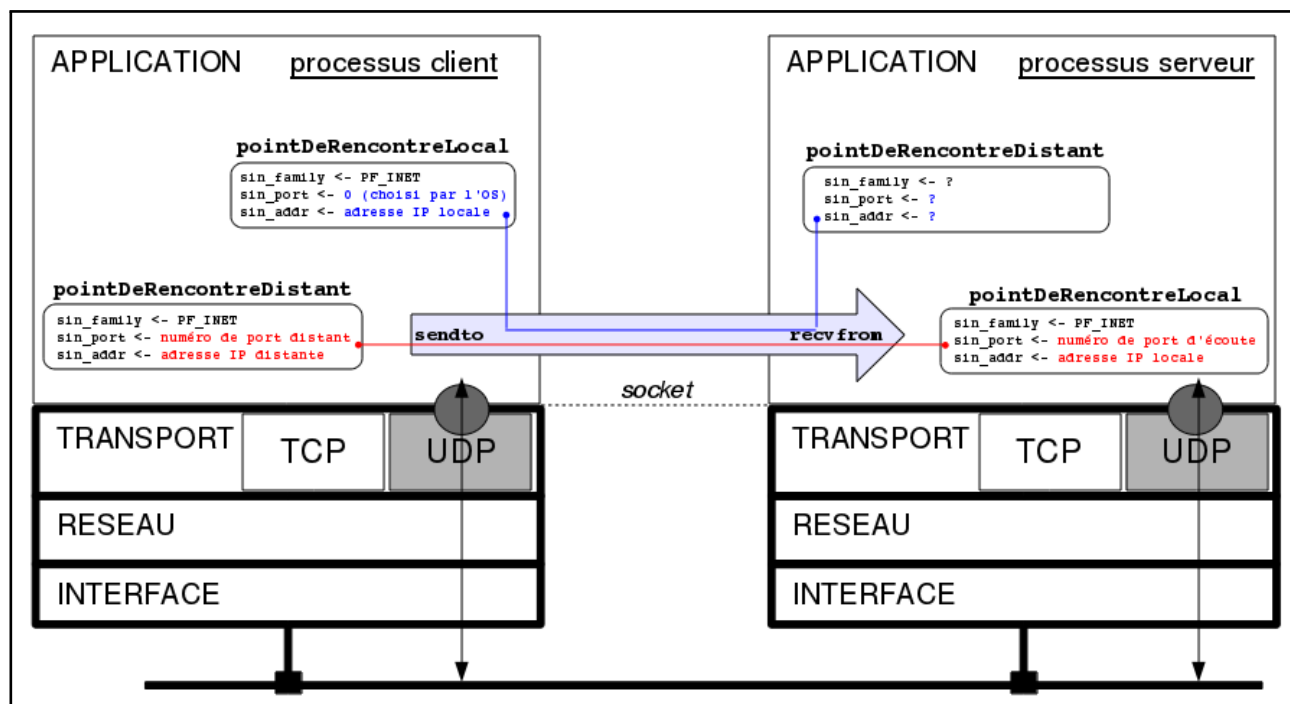 APPLICATION processus client
pointDeRencontreLocal
sin_family <- PF_INET
sin_port <- 0 (choisi par l'OS)
sin_addr <- adresse IP locale
pointDeRencontreDistant
sin_family <- PF_INET
sin_port <- numéro de port distant
sin_addr <- adresse IP distante
sendto
TRANSPORT TCP UDP
RESEAU
INTERFACE
socket
APPLICATION processus serveur
pointDeRencontreDistant
sin_family <- ?
sin_port <- ?
sin_addr <- ?
recvfrom
pointDeRencontreLocal
sin_family <- PF_INET
sin_port <- numéro de port d'écoute
sin_addr <- adresse IP locale
TRANSPORT TCP UDP
RESEAU
INTERFACE